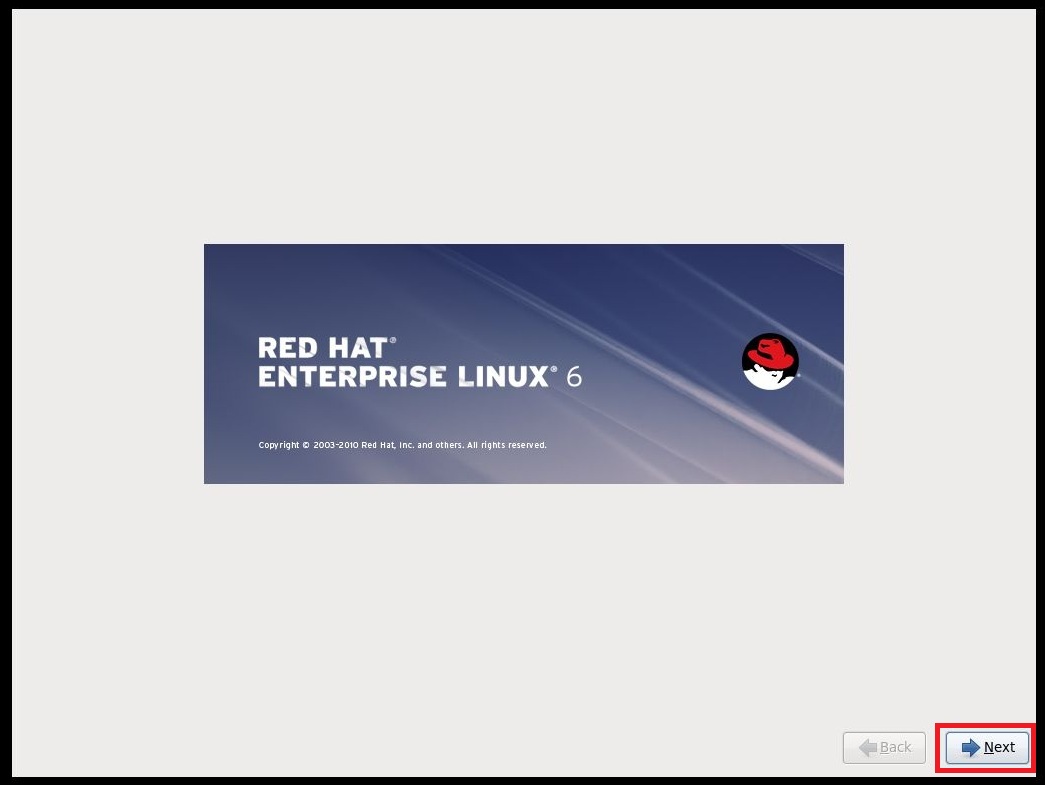 RED HAT®
ENTERPRISE LINUX® 6
Copyright © 2003-2010 Red Hat, Inc. and others. All rights reserved.
Back
Next